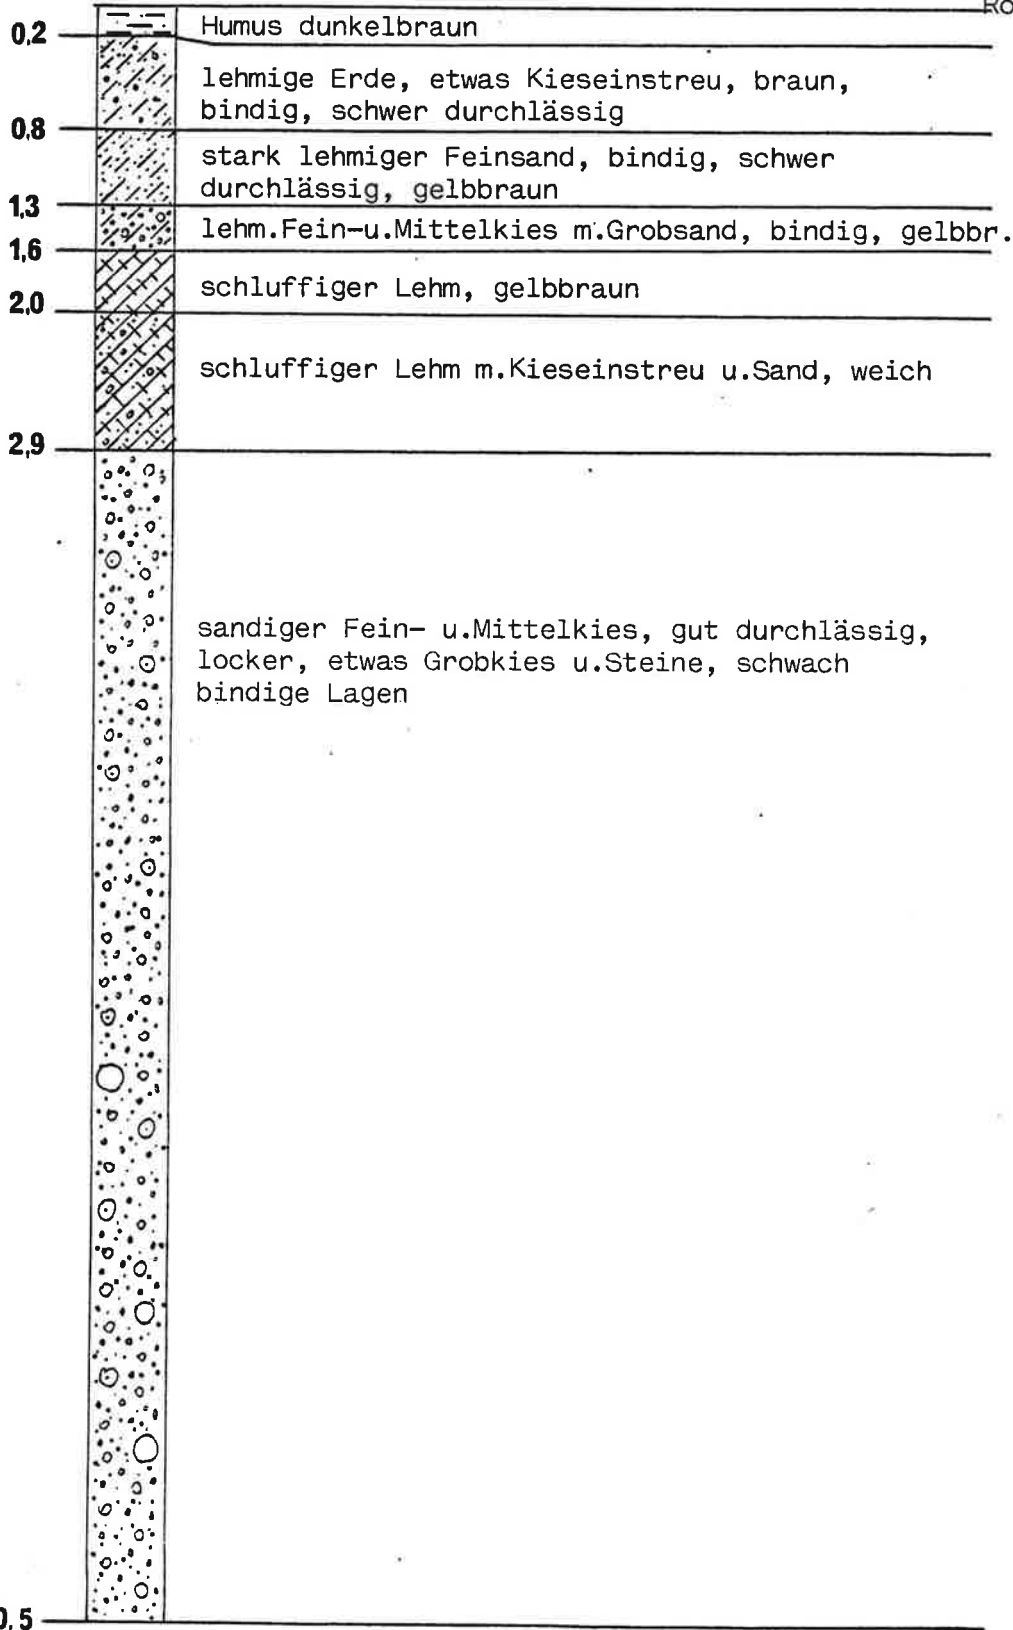 0,2
Humus dunkelbraun
lehmige Erde, etwas Kieseinstreu, braun,
bindig, schwer durchlässig
0,8
stark lehmiger Feinsand, bindig, schwer
durchlässig, gelbbraun
1,3
lehm.Fein-u.Mittelkies m.Grobsand, bindig, gelbbr.
1,6
schluffiger Lehm, gelbbraun
2,0
schluffiger Lehm m.Kieseinstreu u.Sand, weich
2,9
sandiger Fein- u.Mittelkies, gut durchlässig,
locker, etwas Grobkies u.Steine, schwach
bindige Lagen